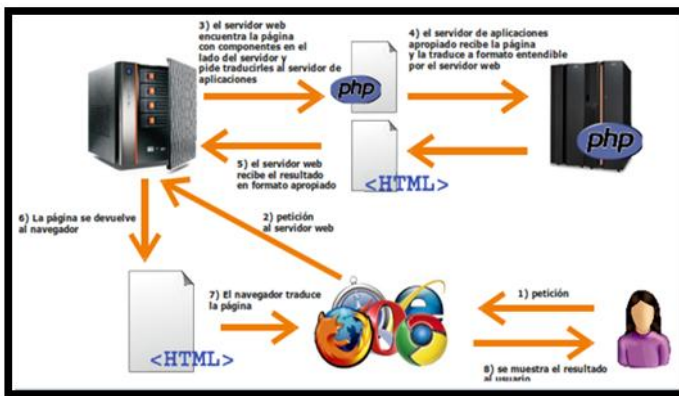 3) el servidor web
encuentra la página
con componentes en el
lado del servidor y
pide traducirles al servidor de
aplicaciones
4) el servidor de aplicaciones
apropiado recibe la página
y la traduce a formato entendible
por el servidor web
php
php
5) el servidor web
recibe el resultado
en formato apropiado
<HTML>
6) La página se devuelve
al navegador
2) petición
al servidor web
7) El navegador traduce
la página
<HTML>
1) petición
8) se muestra el resultado
al usuario